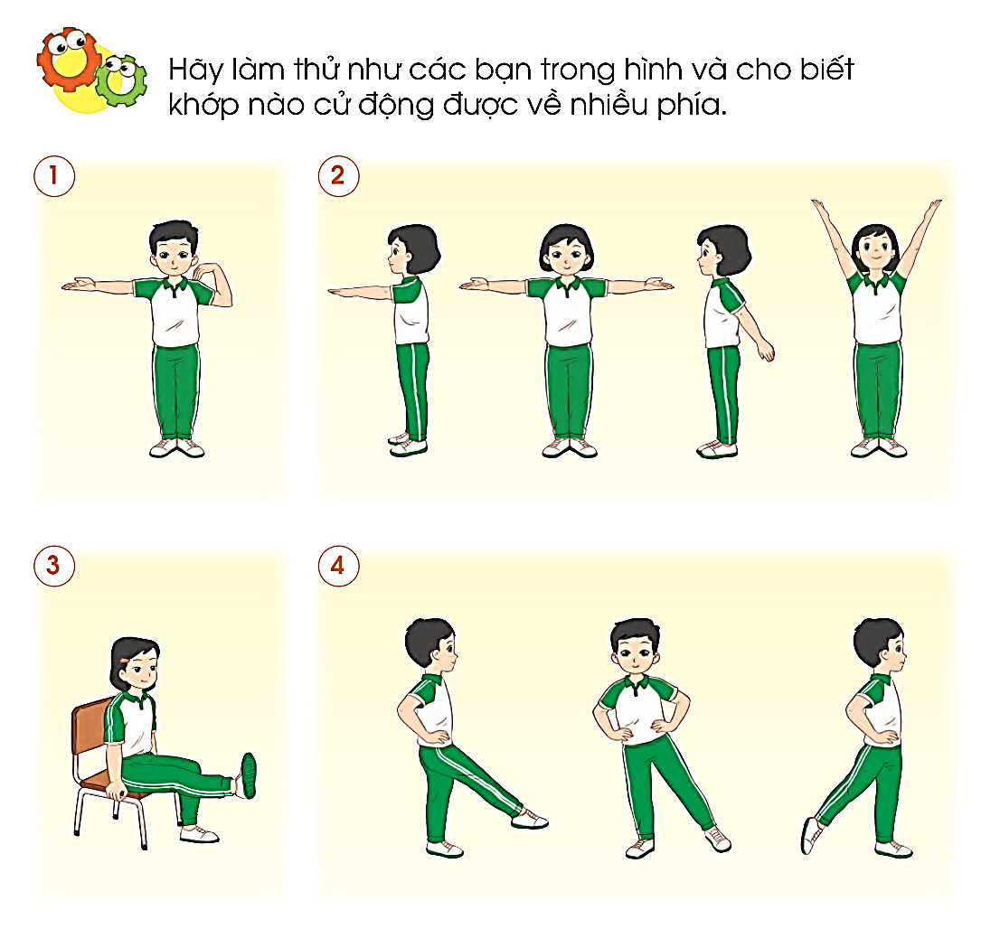 Hãy làm thử như các bạn trong hình và cho biết
khớp nào cử động được về nhiều phía.
1
2
3
4